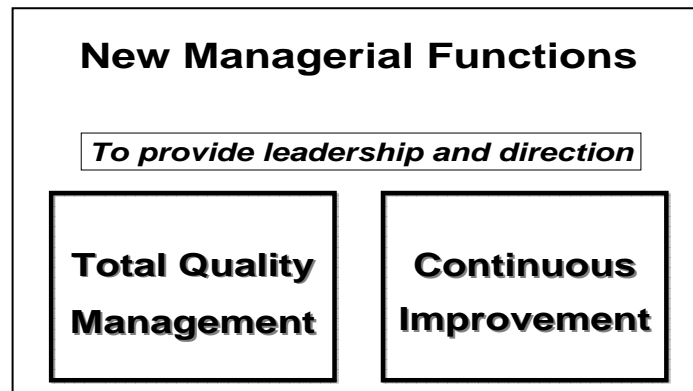 New Managerial Functions
To provide leadership and direction
Total Quality
Management
Continuous
Improvement